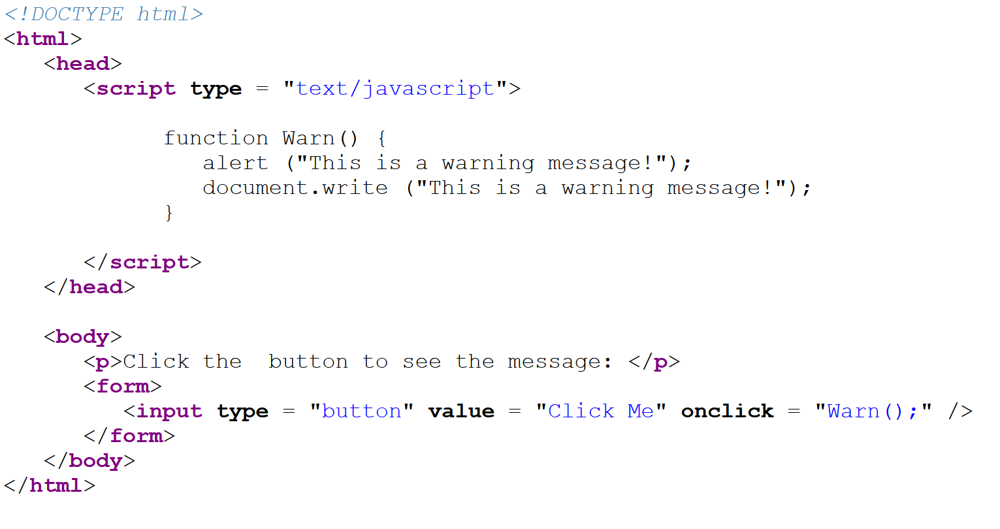 <!DOCTYPE html>
<html>
   <head>
      <script type = "text/javascript">

            function Warn() {
               alert ("This is a warning message!");
               document.write ("This is a warning message!");
            }

      </script>
   </head>

   <body>
      <p>Click the  button to see the message: </p>
      <form>
         <input type = "button" value = "Click Me" onclick = "Warn();" />
      </form>
   </body>
</html>